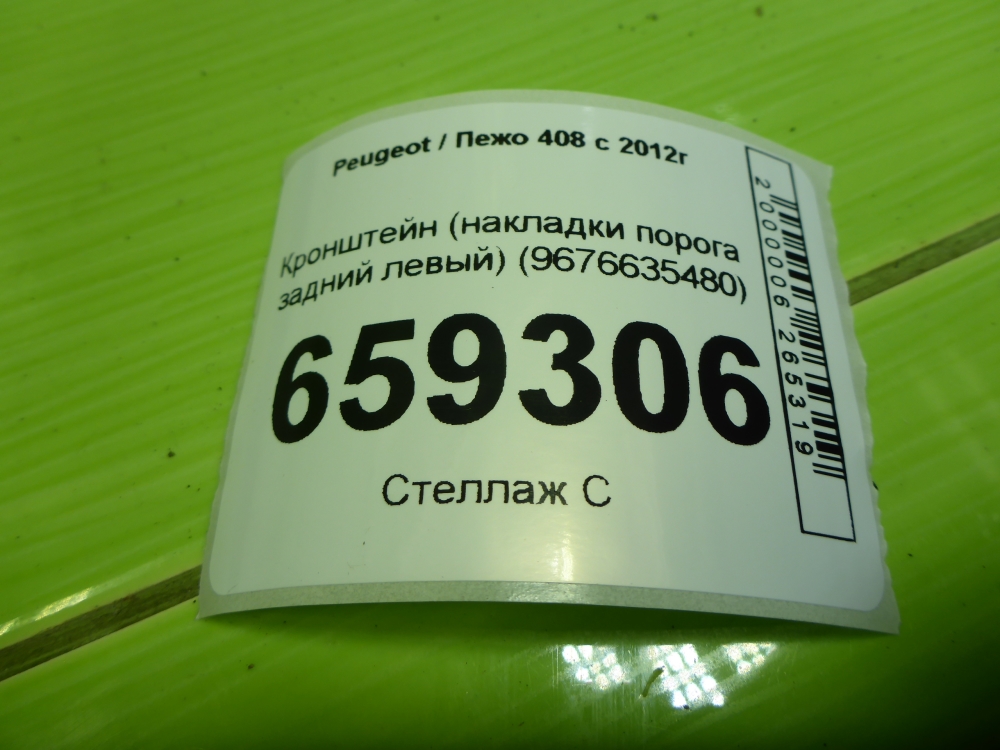 Peugeot / Пежо 408 с 2012г
Кронштейн (накладки порога
задний левый) (9676635480)
659306
Стеллаж С
2000006265319